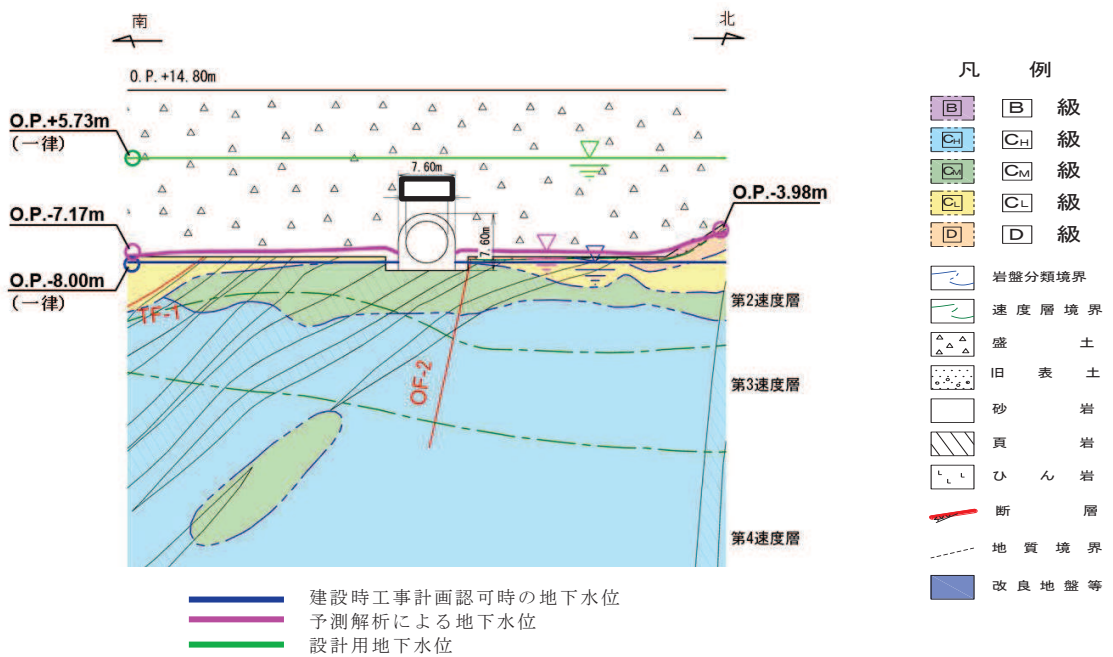 南
北
O.P.+14.80m
O.P.+5.73m
(一律)
7.60m
O.P.-3.98m
O.P.-7.17m
7.60m
O.P.-8.00m
(一律)
TF-1
第2速度層
OF-2
第3速度層
第4速度層
建設時工事計画認可時の地下水位
予測解析による地下水位
設計用地下水位
凡 例
B B 級
CH CH 級
CM CM 級
CL CL 級
D D 級
岩盤分類境界
速度層境界
盛 土
旧表土
砂 岩
頁 岩
ひん岩
断 層
地質境界
改良地盤等